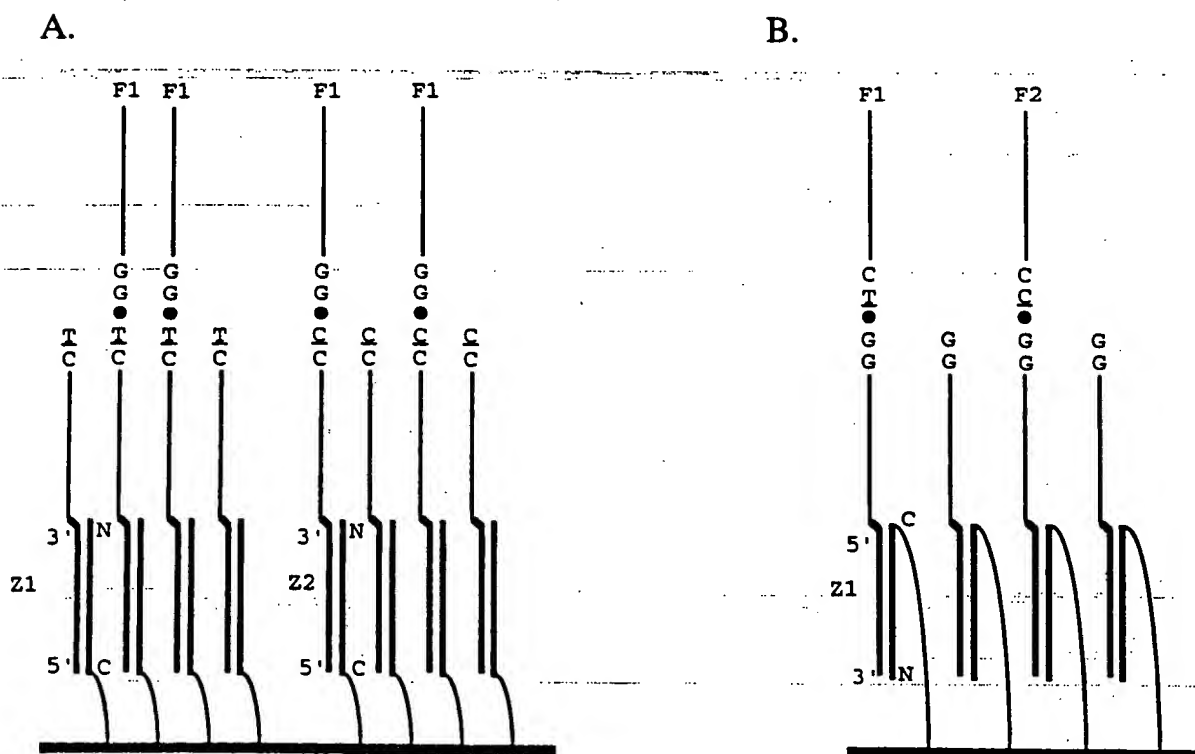 A.
B.
F1 F1 F1 F1
F1 F2
G G G G
G G G G
C C
T C
T T T T C C C C
G G G G
C C C C C C C C
G G G G
3' N 3' N
5' C
Z1 Z2
Z1
5' C 5' C
3' N